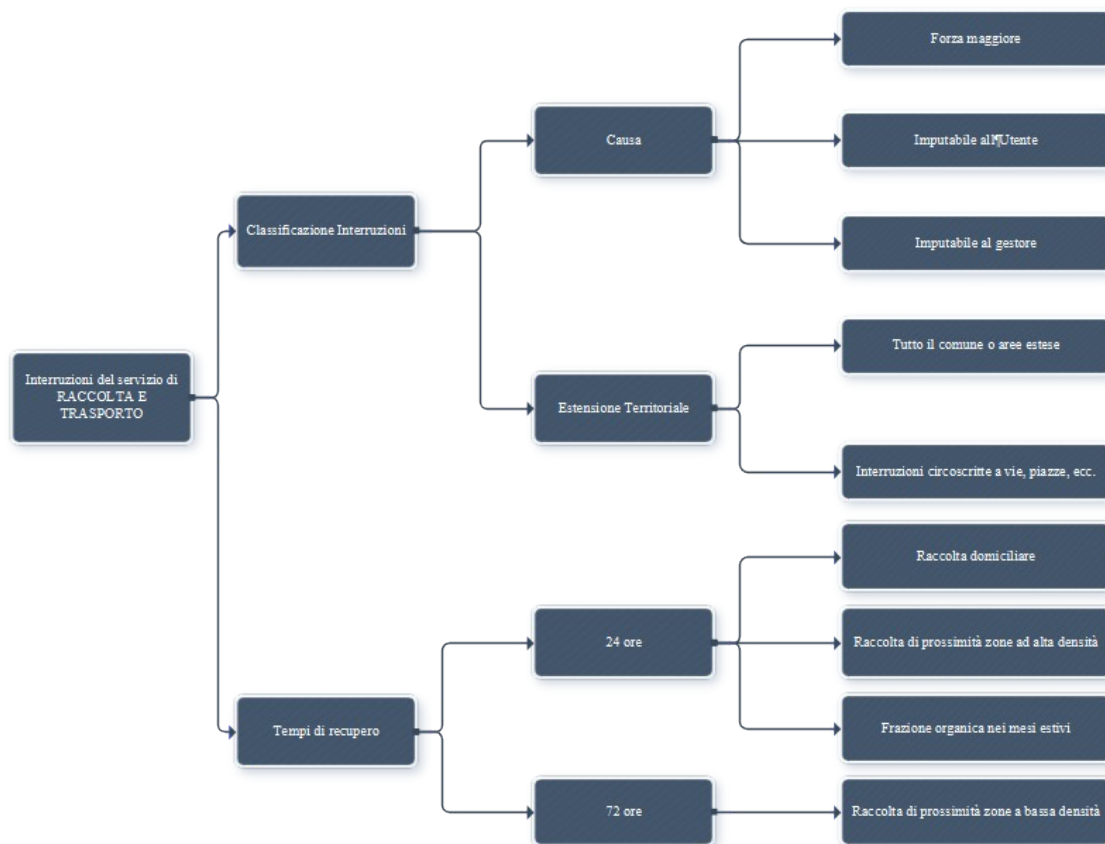 Forza maggiore
Causa
Imputabile all¶Utente
Classificazione Interruzioni
Imputabile al gestore
Tutto il comune o aree estese
Interruzioni del servizio di
RACCOLTA E
TRASPORTO
Estensione Territoriale
Interruzioni circoscritte a vie, piazze, ecc.
Raccolta domiciliare
24 ore
Raccolta di prossimità zone ad alta densità
Tempi di recupero
Frazione organica nei mesi estivi
72 ore
Raccolta di prossimità zone a bassa densità